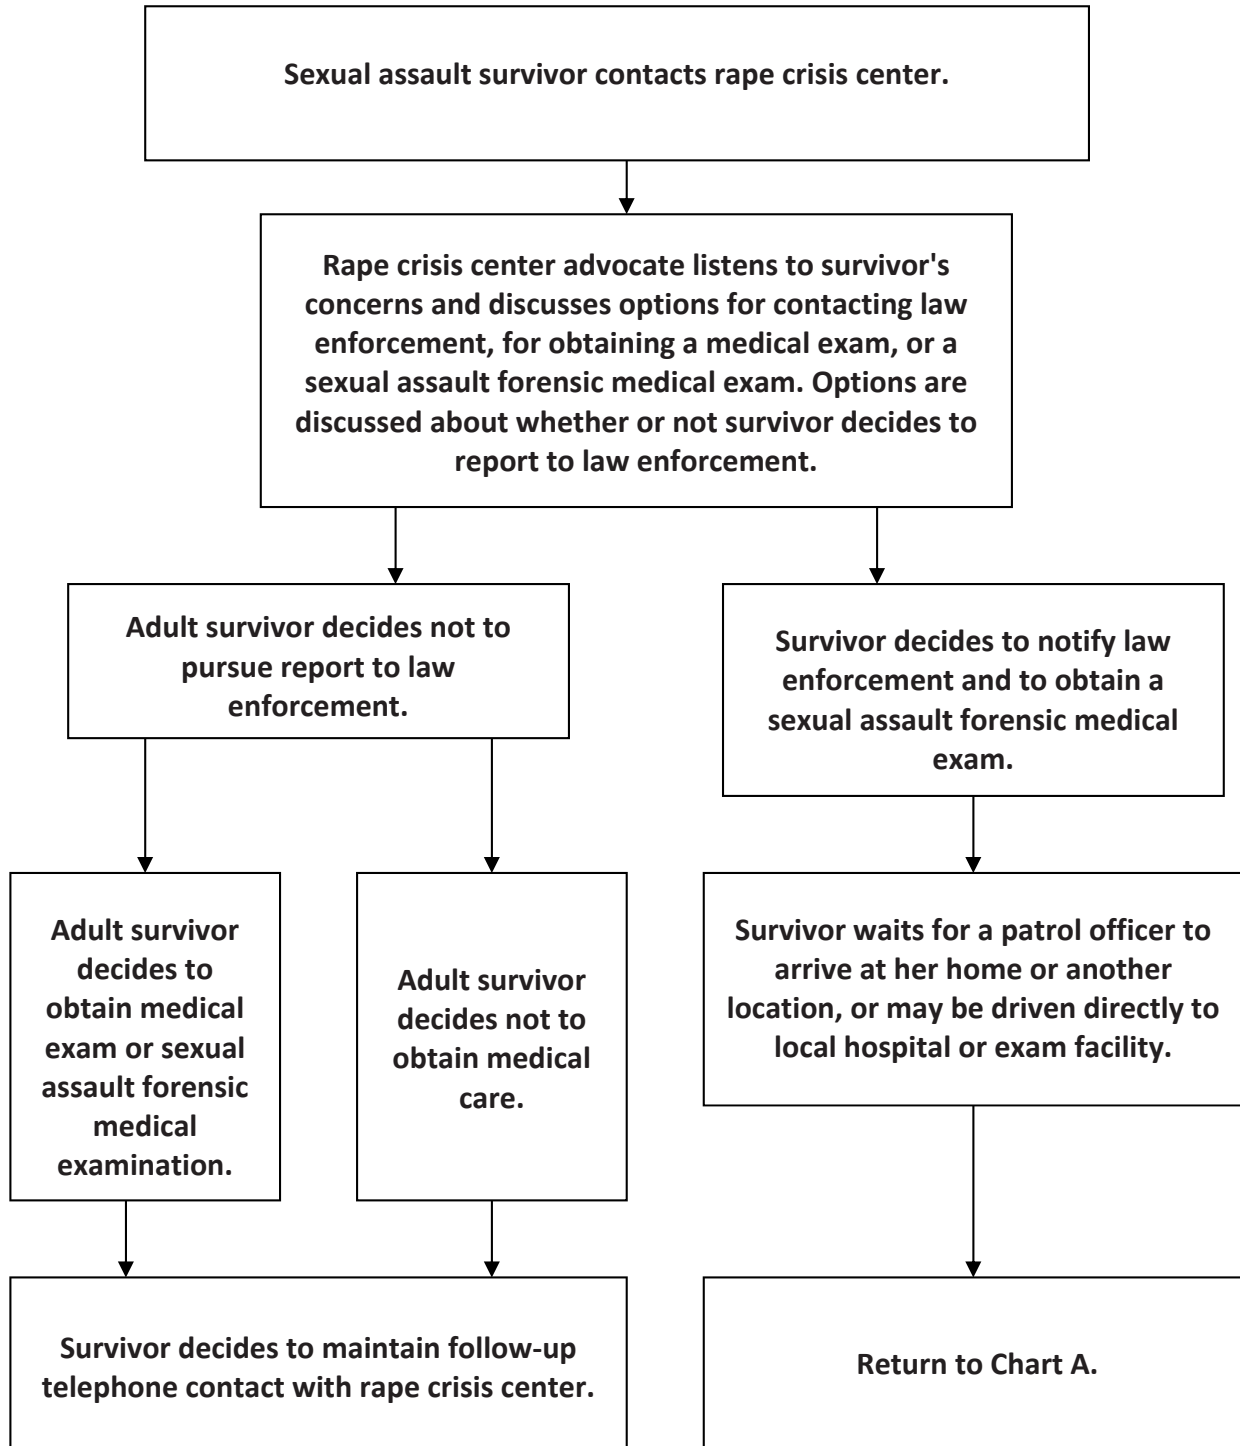 Sexual assault survivor contacts rape crisis center.
Rape crisis center advocate listens to survivor's
concerns and discusses options for contacting law
enforcement, for obtaining a medical exam, or a
sexual assault forensic medical exam. Options are
discussed about whether or not survivor decides to
report to law enforcement.
Adult survivor decides not to
pursue report to law
enforcement.
Survivor decides to notify law
enforcement and to obtain a
sexual assault forensic medical
exam.
Adult survivor
decides to
obtain medical
exam or sexual
assault forensic
medical
examination.
Adult survivor
decides not to
obtain medical
care.
Survivor waits for a patrol officer to
arrive at her home or another
location, or may be driven directly to
local hospital or exam facility.
Survivor decides to maintain follow-up
telephone contact with rape crisis center.
Return to Chart A.